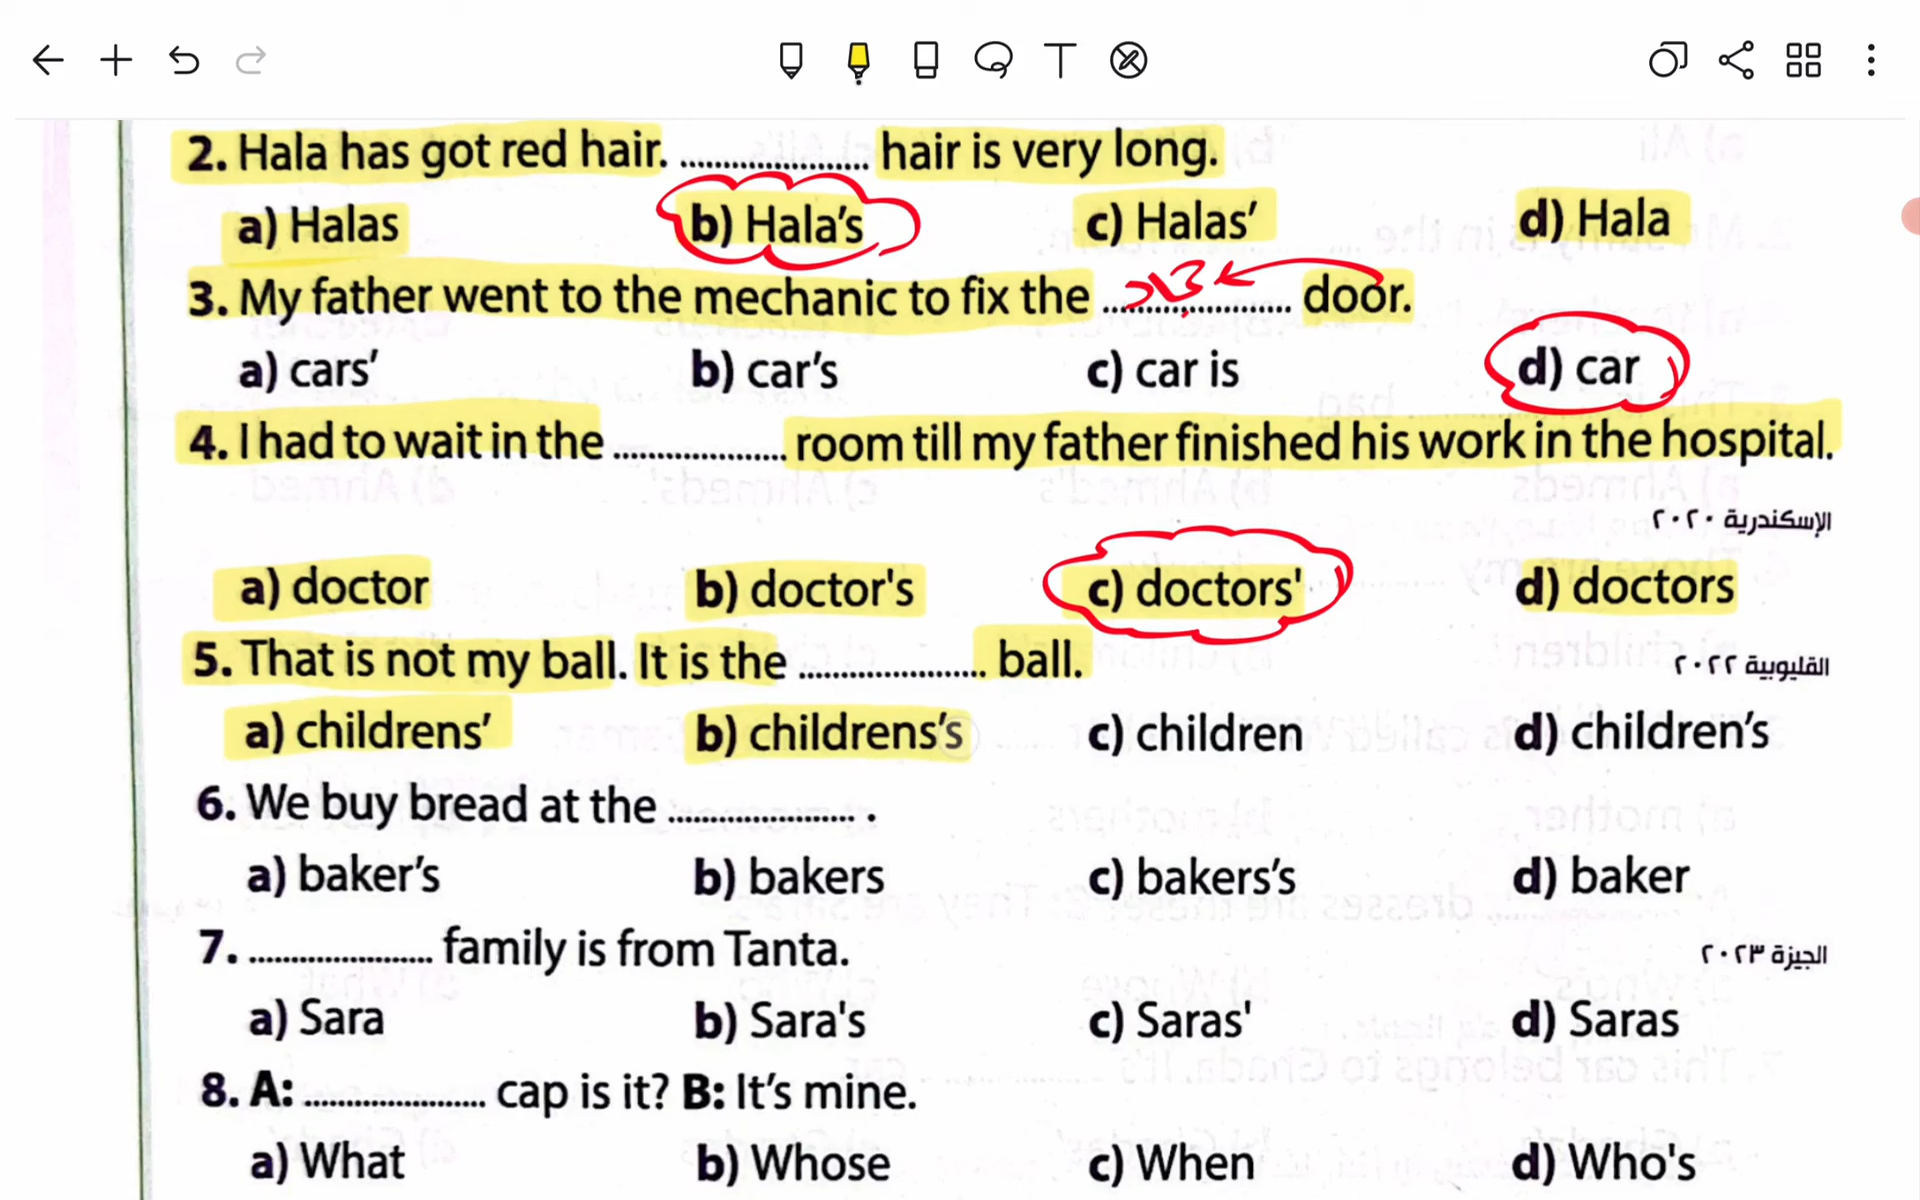 2. Hala has got red hair. ........................ hair is very long.
a) Halas b) Hala's c) Halas' d) Hala
3. My father went to the mechanic to fix the ........................ door.
a) cars' b) car's c) car is d) car
4. I had to wait in the ........................ room till my father finished his work in the hospital.
الإسكندرية ٢٠٢٠
a) doctor b) doctor's c) doctors' d) doctors
5. That is not my ball. It is the ........................ ball. القليوبية ٢٠٢٢
a) childrens' b) childrens's c) children d) children's
6. We buy bread at the ........................ .
a) baker's b) bakers c) bakers's d) baker
7. ........................ family is from Tanta. الجيزة ٢٠٢٣
a) Sara b) Sara's c) Saras' d) Saras
8. A: ........................ cap is it? B: It's mine.
a) What b) Whose c) When d) Who's